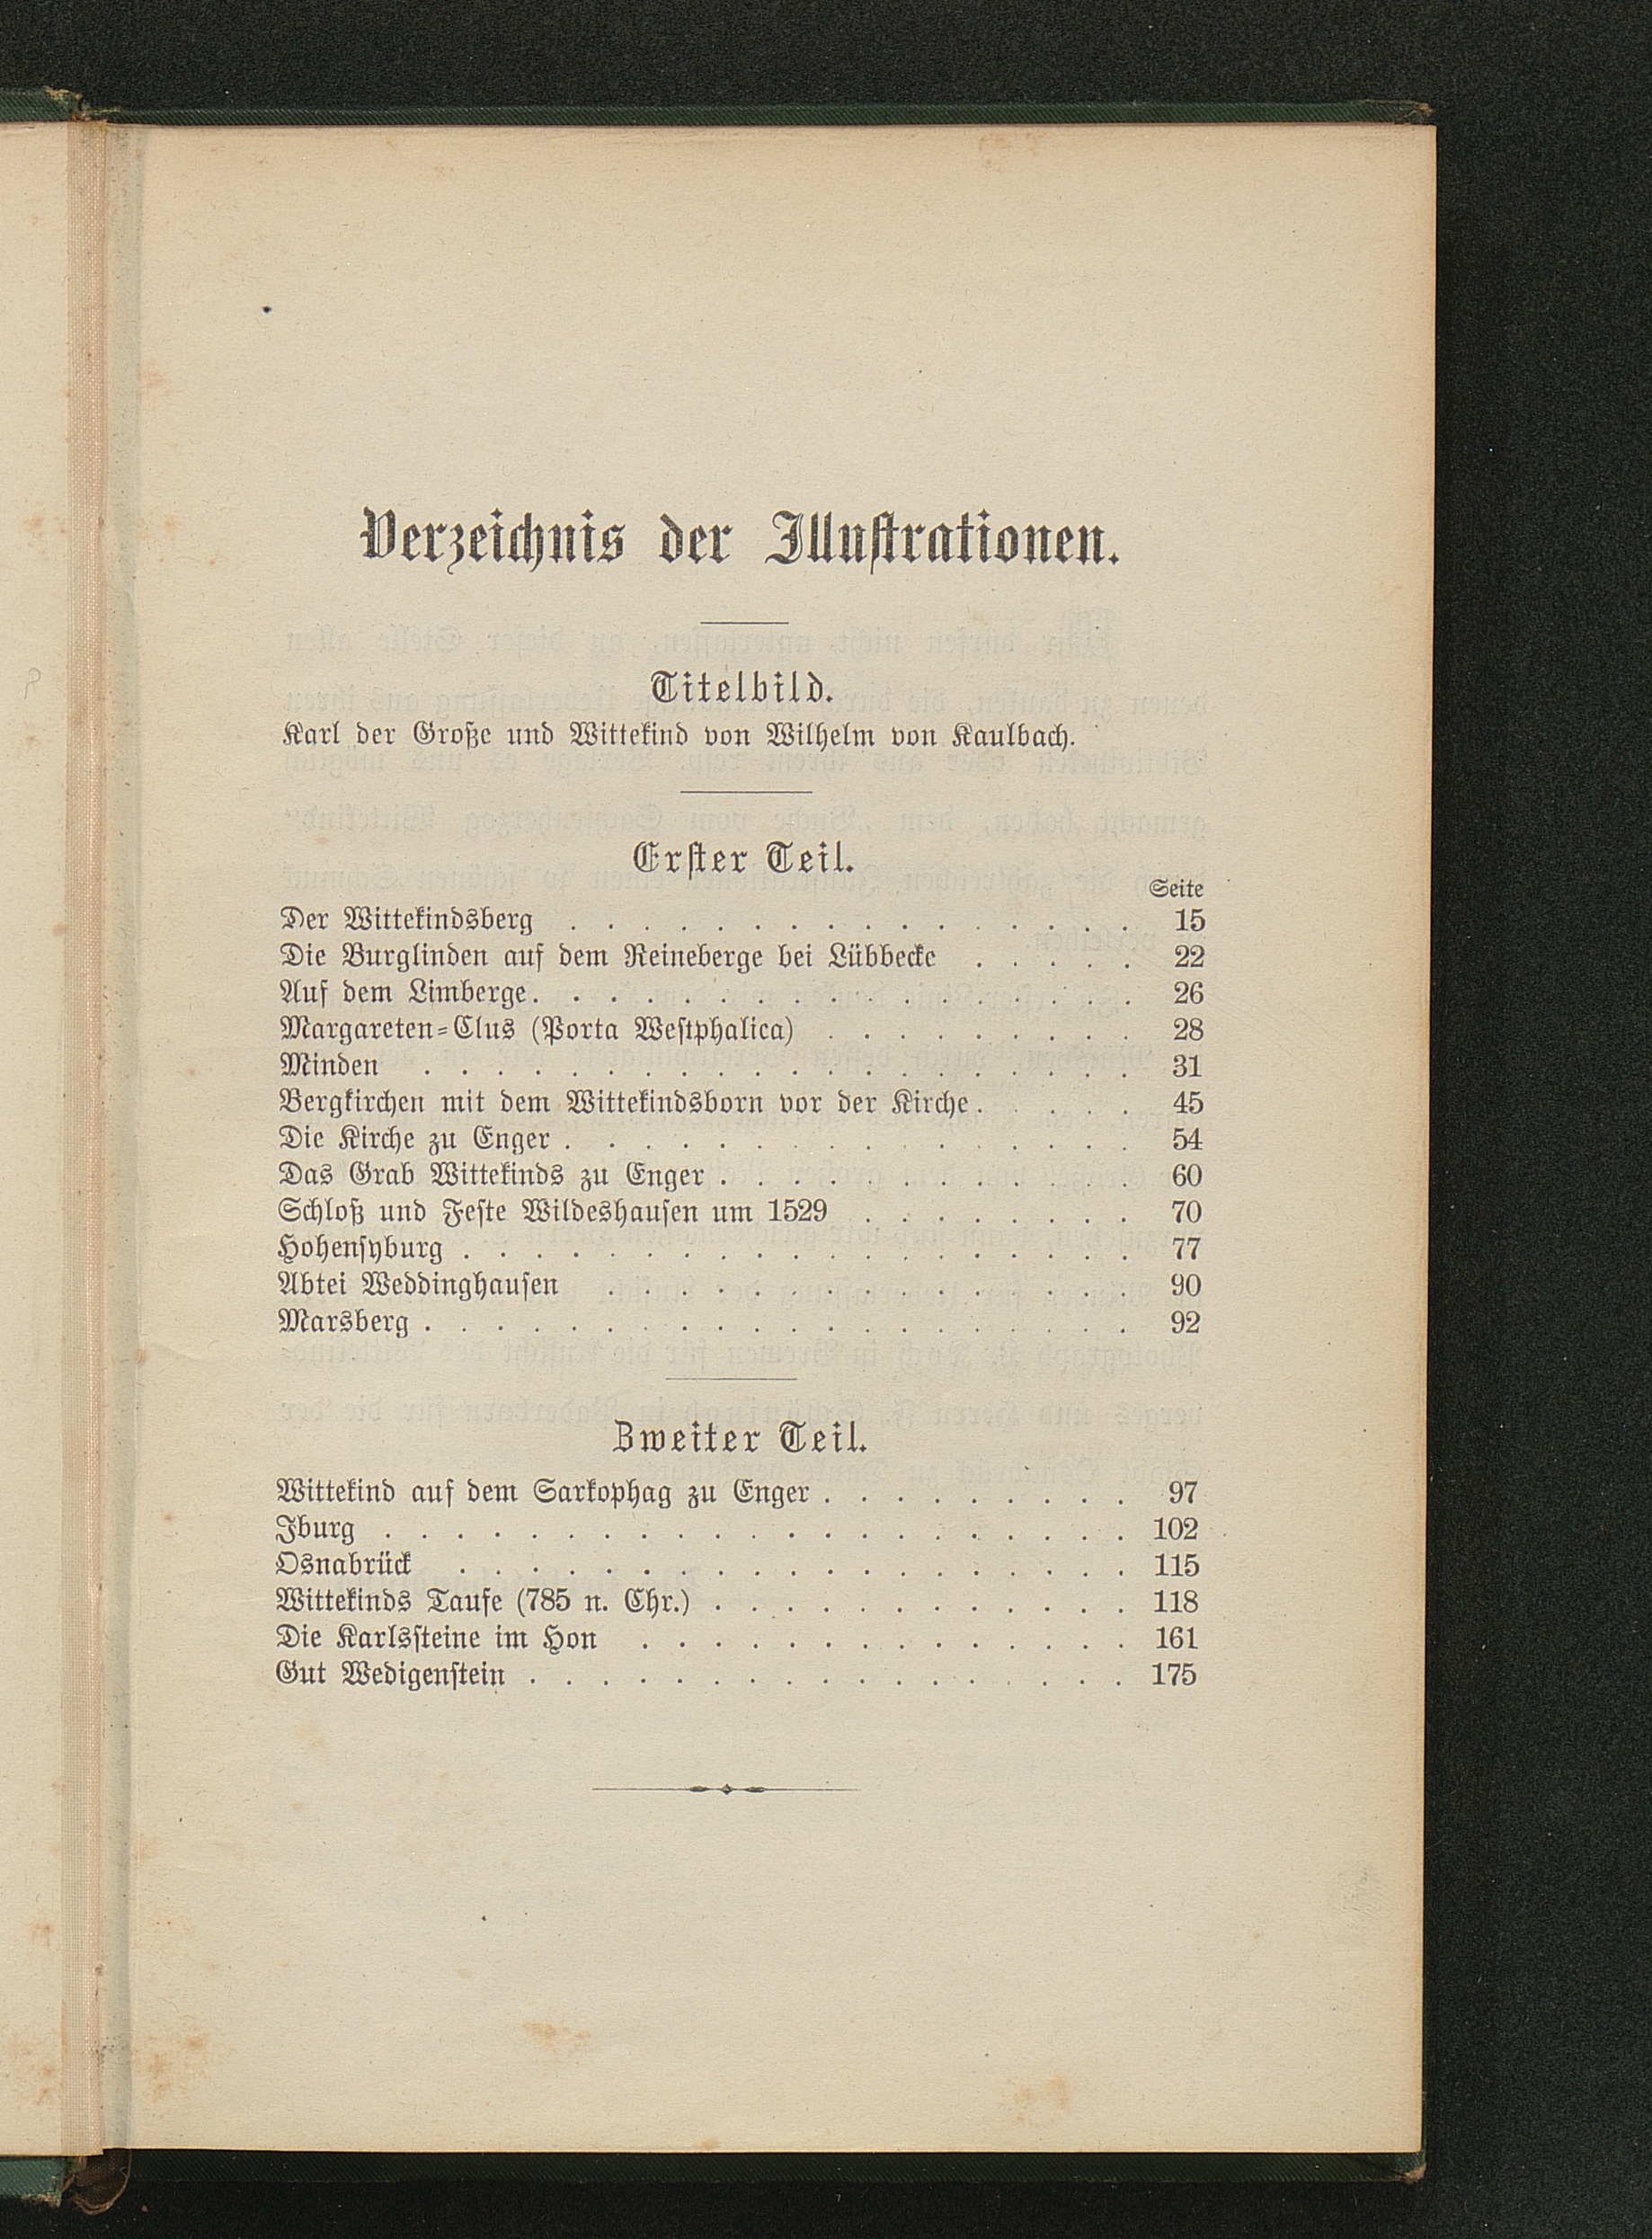 Verzeichnis der Illustrationen.
Titelbild.
Karl der Große und Wittekind von Wilhelm von Kaulbach.
Erster Teil.
Seite
Der Wittekindsberg . . . . . . . . . . . . . . . . 15
Die Burglinden auf dem Reineberge bei Lübbecke . . . . . 22
Auf dem Limberge . . . . . . . . . . . . . . . . . 26
Margareten-Clus (Porta Westphalica) . . . . . . . . . 28
Minden . . . . . . . . . . . . . . . . . . . . 31
Bergkirchen mit dem Wittekindsborn vor der Kirche . . . . . 45
Die Kirche zu Enger . . . . . . . . . . . . . . . . 54
Das Grab Wittekinds zu Enger . . . . . . . . . . . . 60
Schloß und Feste Wildeshausen um 1529 . . . . . . . . 70
Hohensyburg . . . . . . . . . . . . . . . . . . . 77
Abtei Weddinghausen . . . . . . . . . . . . . . . 90
Marsberg . . . . . . . . . . . . . . . . . . . . 92
Zweiter Teil.
Wittekind auf dem Sarkophag zu Enger . . . . . . . . . 97
Iburg . . . . . . . . . . . . . . . . . . . . . 102
Osnabrück . . . . . . . . . . . . . . . . . . . 115
Wittekinds Taufe (785 n. Chr.) . . . . . . . . . . . . 118
Die Karlssteine im Hon . . . . . . . . . . . . . . 161
Gut Wedigenstein . . . . . . . . . . . . . . . . . 175